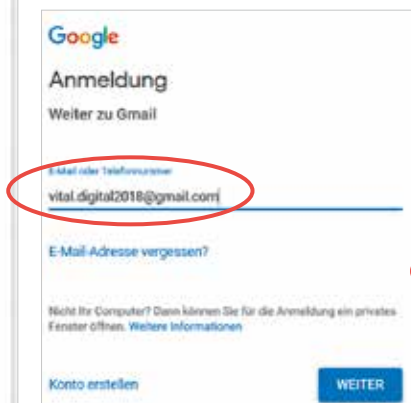 Google
Anmeldung
Weiter zu Gmail
E-Mail oder Telefonnummer
vital.digital2018@gmail.com
E-Mail-Adresse vergessen?
Nicht Ihr Computer? Dann können Sie für die Anmeldung ein privates
Fenster öffnen. Weitere Informationen
Konto erstellen
WEITER